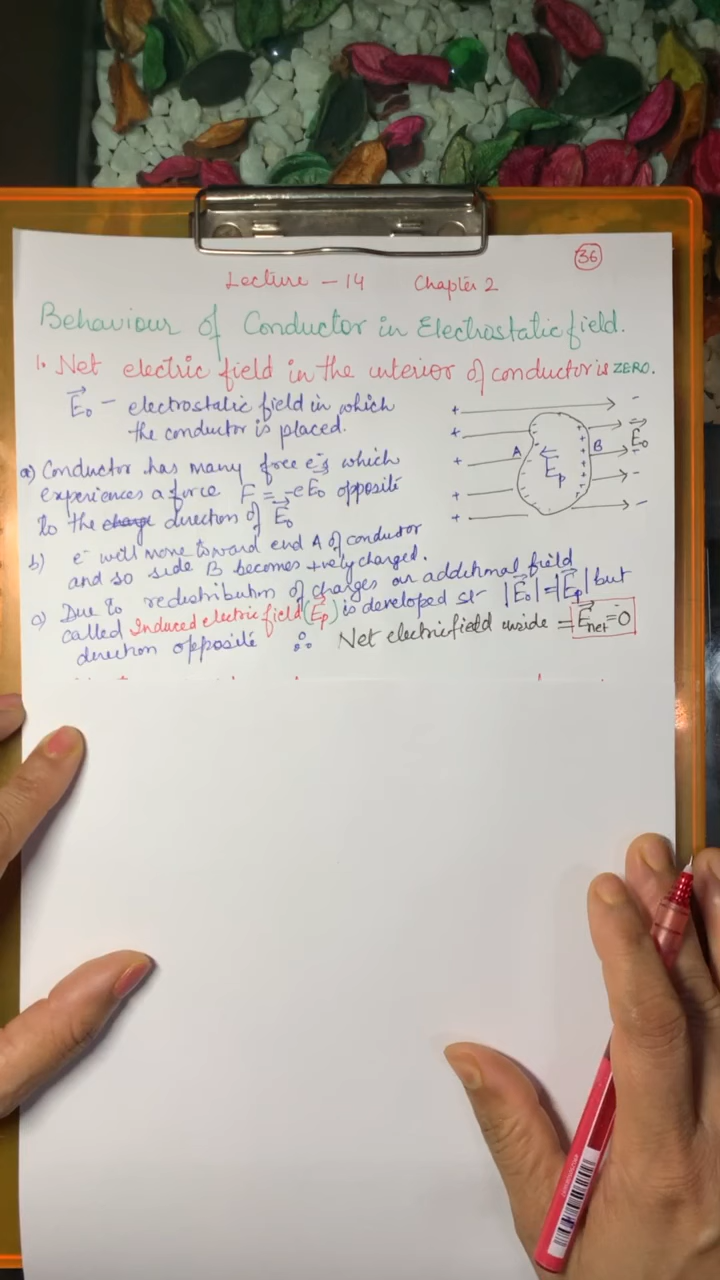 36
Lecture - 14 Chapter 2
Behaviour of Conductor in Electrostatic field.
1. Net electric field in the interior of conductor is ZERO.
E₀ - electrostatic field in which
the conductor is placed.
a) Conductor has many free e⁻s which
experiences a force F = -eE₀ opposite
to the charge direction of E₀
b) e⁻ will move toward end A of conductor
and so side B becomes +vely charged.
c) Due to redistribution of charges an additional field
called Induced electric field (Ep) is developed st |E₀| = |Ep| but
direction opposite ∴ Net electric field inside = Enet = 0
A
B
Ep
E₀